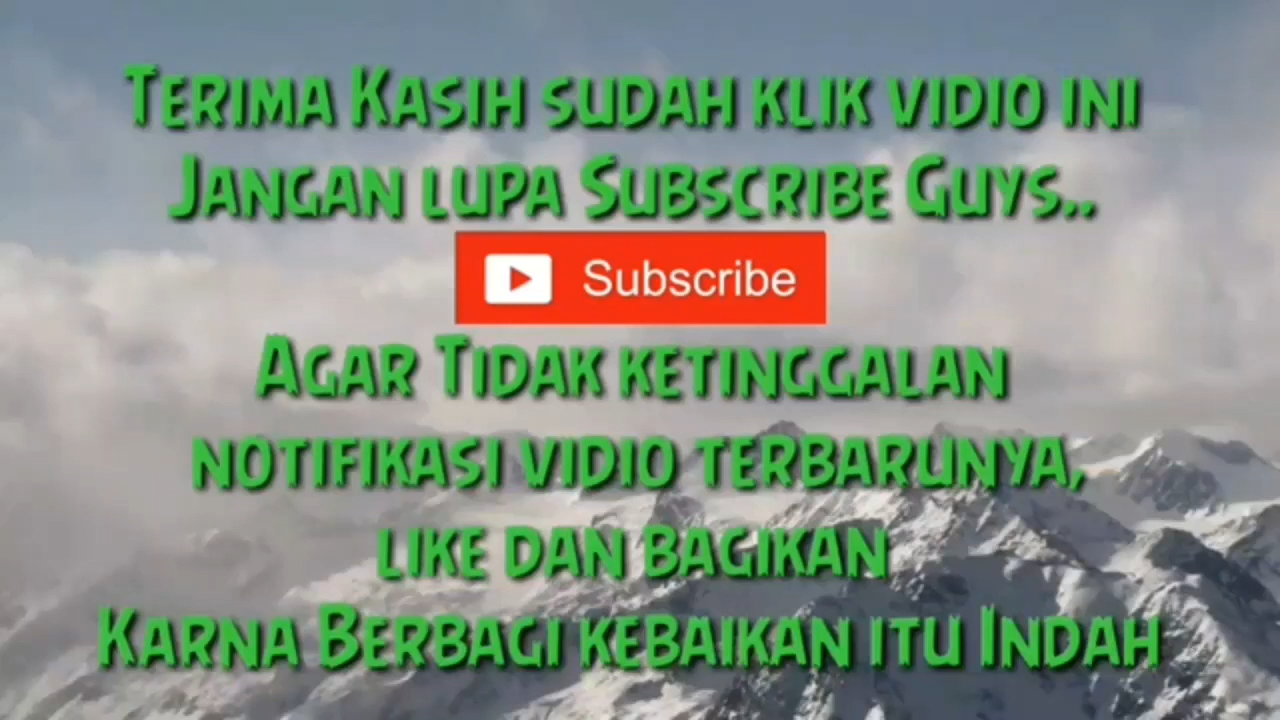 Terima Kasih sudah klik vidio ini
Jangan lupa Subscribe Guys..
Subscribe
Agar Tidak ketinggalan
notifikasi vidio terbarunya,
like dan bagikan
Karna Berbagi kebaikan itu Indah